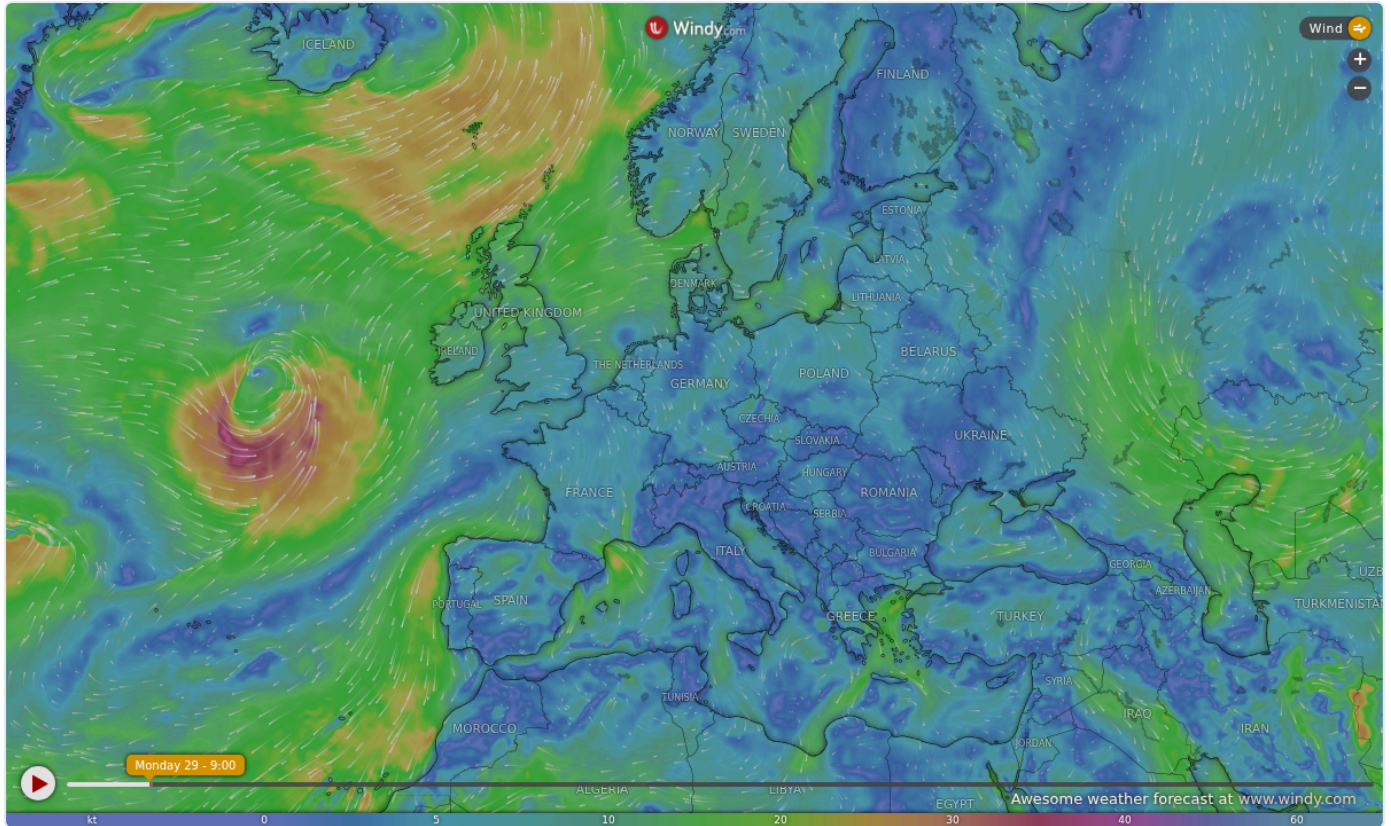 Windy.com
Wind
+
−
ICELAND
FINLAND
NORWAY
SWEDEN
ESTONIA
LATVIA
DENMARK
LITHUANIA
UNITED KINGDOM
IRELAND
BELARUS
THE NETHERLANDS
POLAND
GERMANY
CZECHIA
UKRAINE
SLOVAKIA
AUSTRIA
HUNGARY
FRANCE
ROMANIA
CROATIA
SERBIA
ITALY
BULGARIA
GEORGIA
UZB
AZERBAIJAN
SPAIN
PORTUGAL
TURKMENISTAN
GREECE
TURKEY
SYRIA
TUNISIA
IRAQ
MOROCCO
IRAN
JORDAN
Monday 29 - 9:00
ALGERIA
LIBYA
EGYPT
Awesome weather forecast at www.windy.com
kt 0 5 10 20 30 40 60